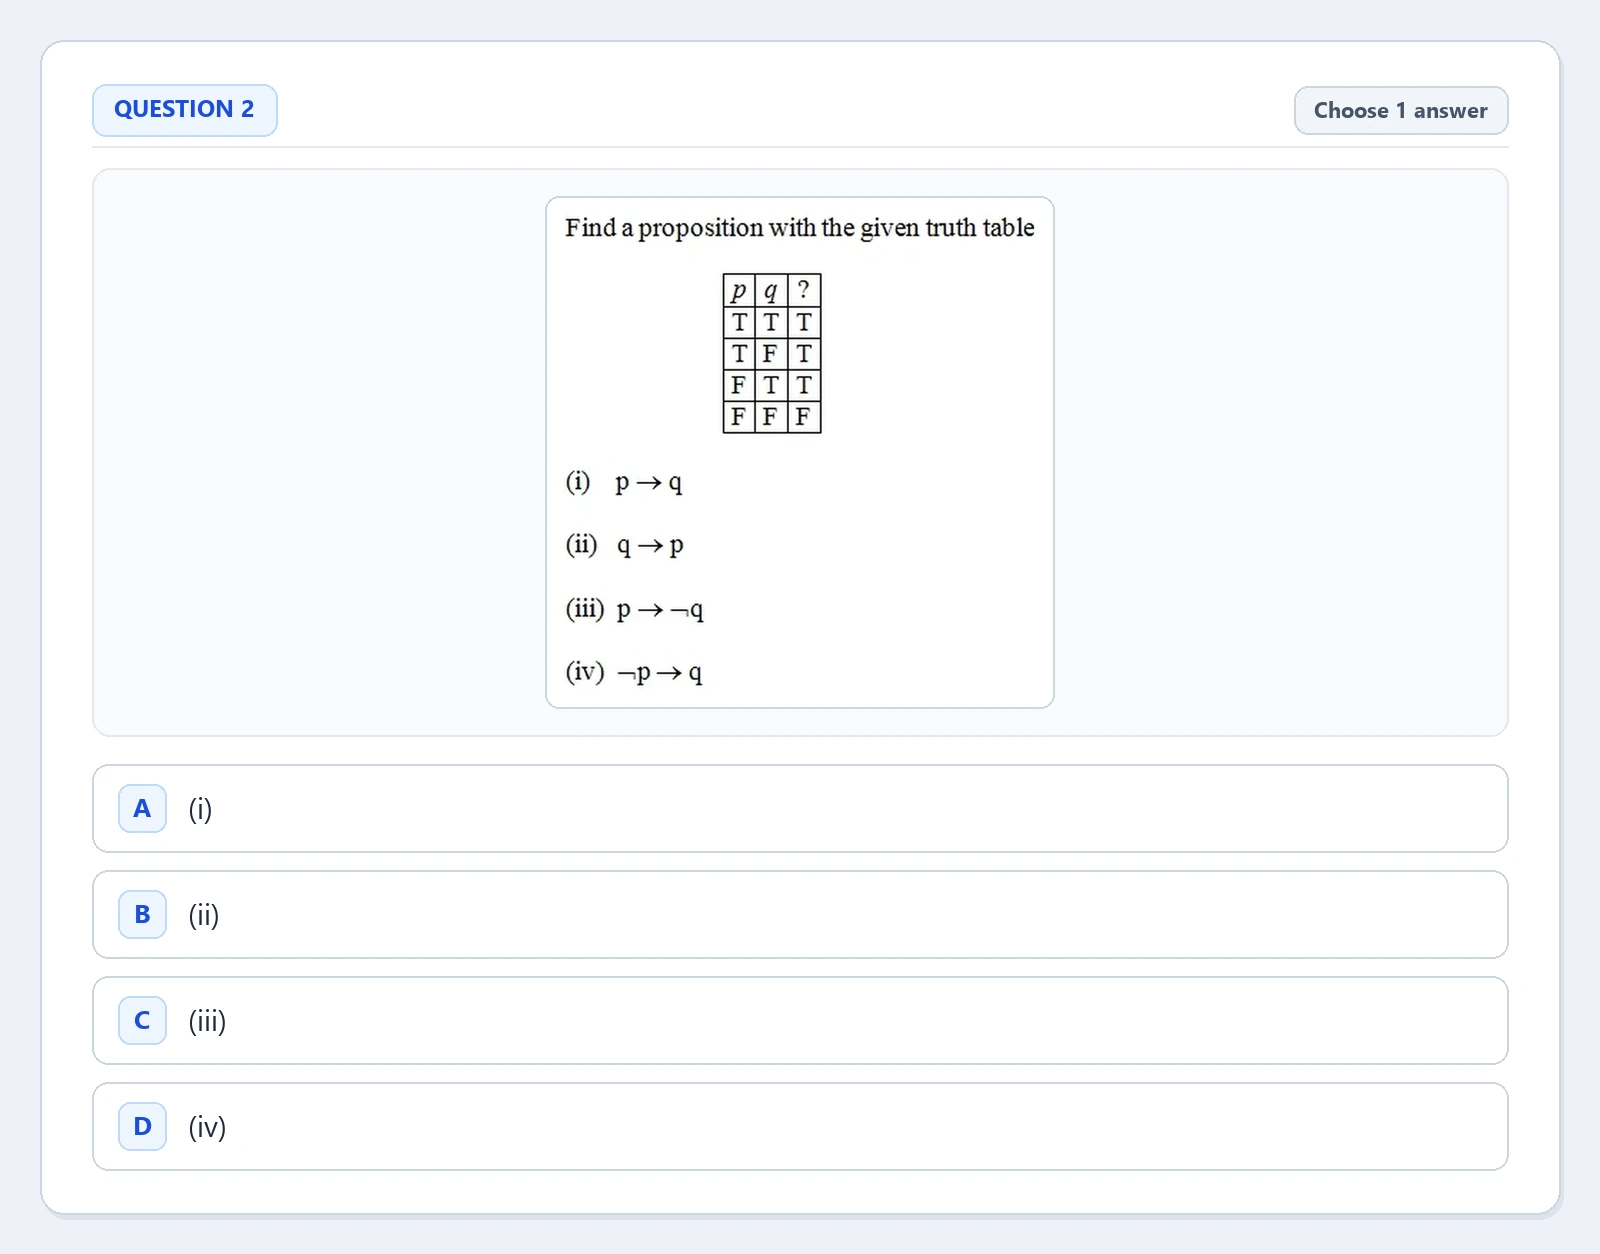 QUESTION 2
Choose 1 answer
Find a proposition with the given truth table
p q ?
T T T
T F T
F T T
F F F
(i) p → q
(ii) q → p
(iii) p → ¬q
(iv) ¬p → q
A (i)
B (ii)
C (iii)
D (iv)